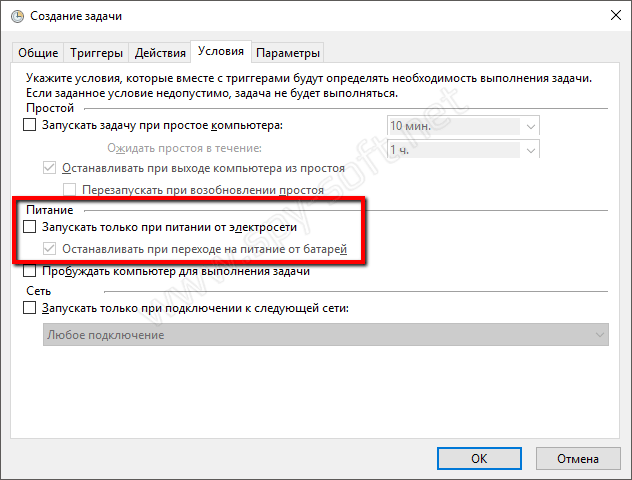 Создание задачи
Общие Триггеры Действия Условия Параметры
Укажите условия, которые вместе с триггерами будут определять необходимость выполнения задачи.
Если заданное условие недопустимо, задача не будет выполняться.
Простой
Запускать задачу при простое компьютера: 10 мин.
Ожидать простоя в течение: 1 ч.
Останавливать при выходе компьютера из простоя
Перезапускать при возобновлении простоя
Питание
Запускать только при питании от электросети
Останавливать при переходе на питание от батарей
Пробуждать компьютер для выполнения задачи
Сеть
Запускать только при подключении к следующей сети:
Любое подключение
OK Отмена
www.spy-soft.net